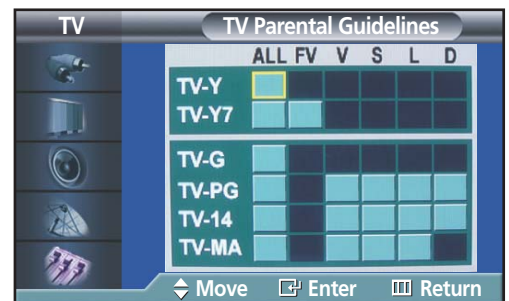 TV
TV Parental Guidelines
ALL FV V S L D
TV-Y
TV-Y7
TV-G
TV-PG
TV-14
TV-MA
Move Enter Return